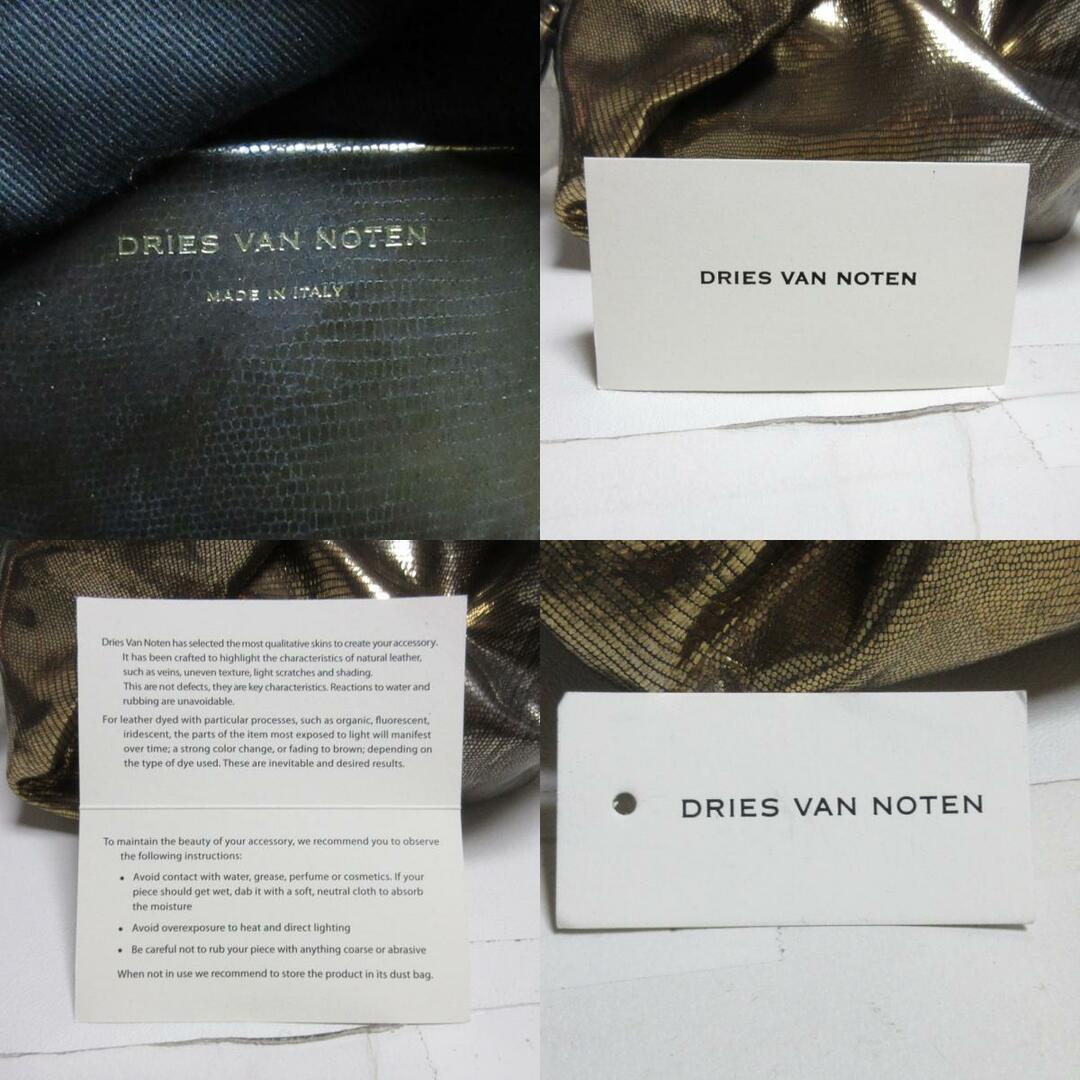 DRIES VAN NOTEN
MADE IN ITALY
DRIES VAN NOTEN
Dries Van Noten has selected the most qualitative skins to create your accessory.
It has been crafted to highlight the characteristics of natural leather,
such as veins, uneven texture, light scratches and shading.
This are not defects, they are key characteristics. Reactions to water and
rubbing are unavoidable.
For leather dyed with particular processes, such as organic, fluorescent,
iridescent, the parts of the item most exposed to light will manifest
over time; a strong color change, or fading to brown; depending on
the type of dye used. These are inevitable and desired results.
To maintain the beauty of your accessory, we recommend you to observe
the following instructions:
• Avoid contact with water, grease, perfume or cosmetics. If your
piece should get wet, dab it with a soft, neutral cloth to absorb
the moisture
• Avoid overexposure to heat and direct lighting
• Be careful not to rub your piece with anything coarse or abrasive
When not in use we recommend to store the product in its dust bag.
DRIES VAN NOTEN